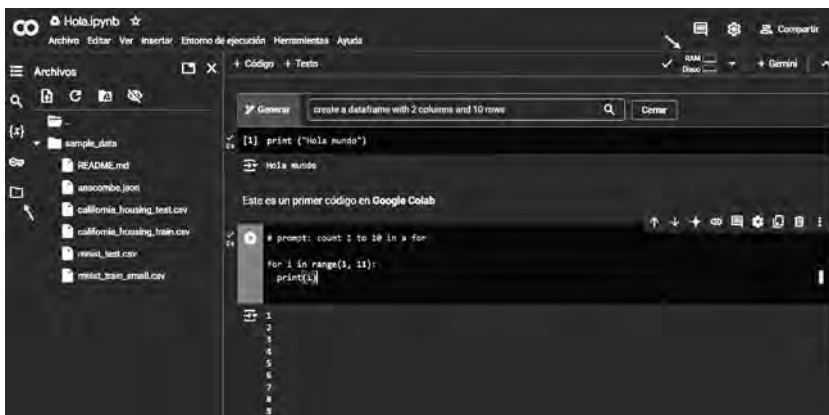 Hola.ipynb
Archivo Editar Ver Insertar Entorno de ejecución Herramientas Ayuda
Compartir
Archivos
+ Código + Texto
RAM
Disco
+ Gemini
Generar
create a dataframe with 2 columns and 10 rows
Cerrar
..
sample_data
README.md
anscombe.json
california_housing_test.csv
california_housing_train.csv
mnist_test.csv
mnist_train_small.csv
{x}
[1] print ("Hola mundo")
Hola mundo
Este es un primer código en Google Colab
# prompt: count 1 to 10 in a for
for i in range(1, 11):
print(i)
1
2
3
4
5
6
7
8
9